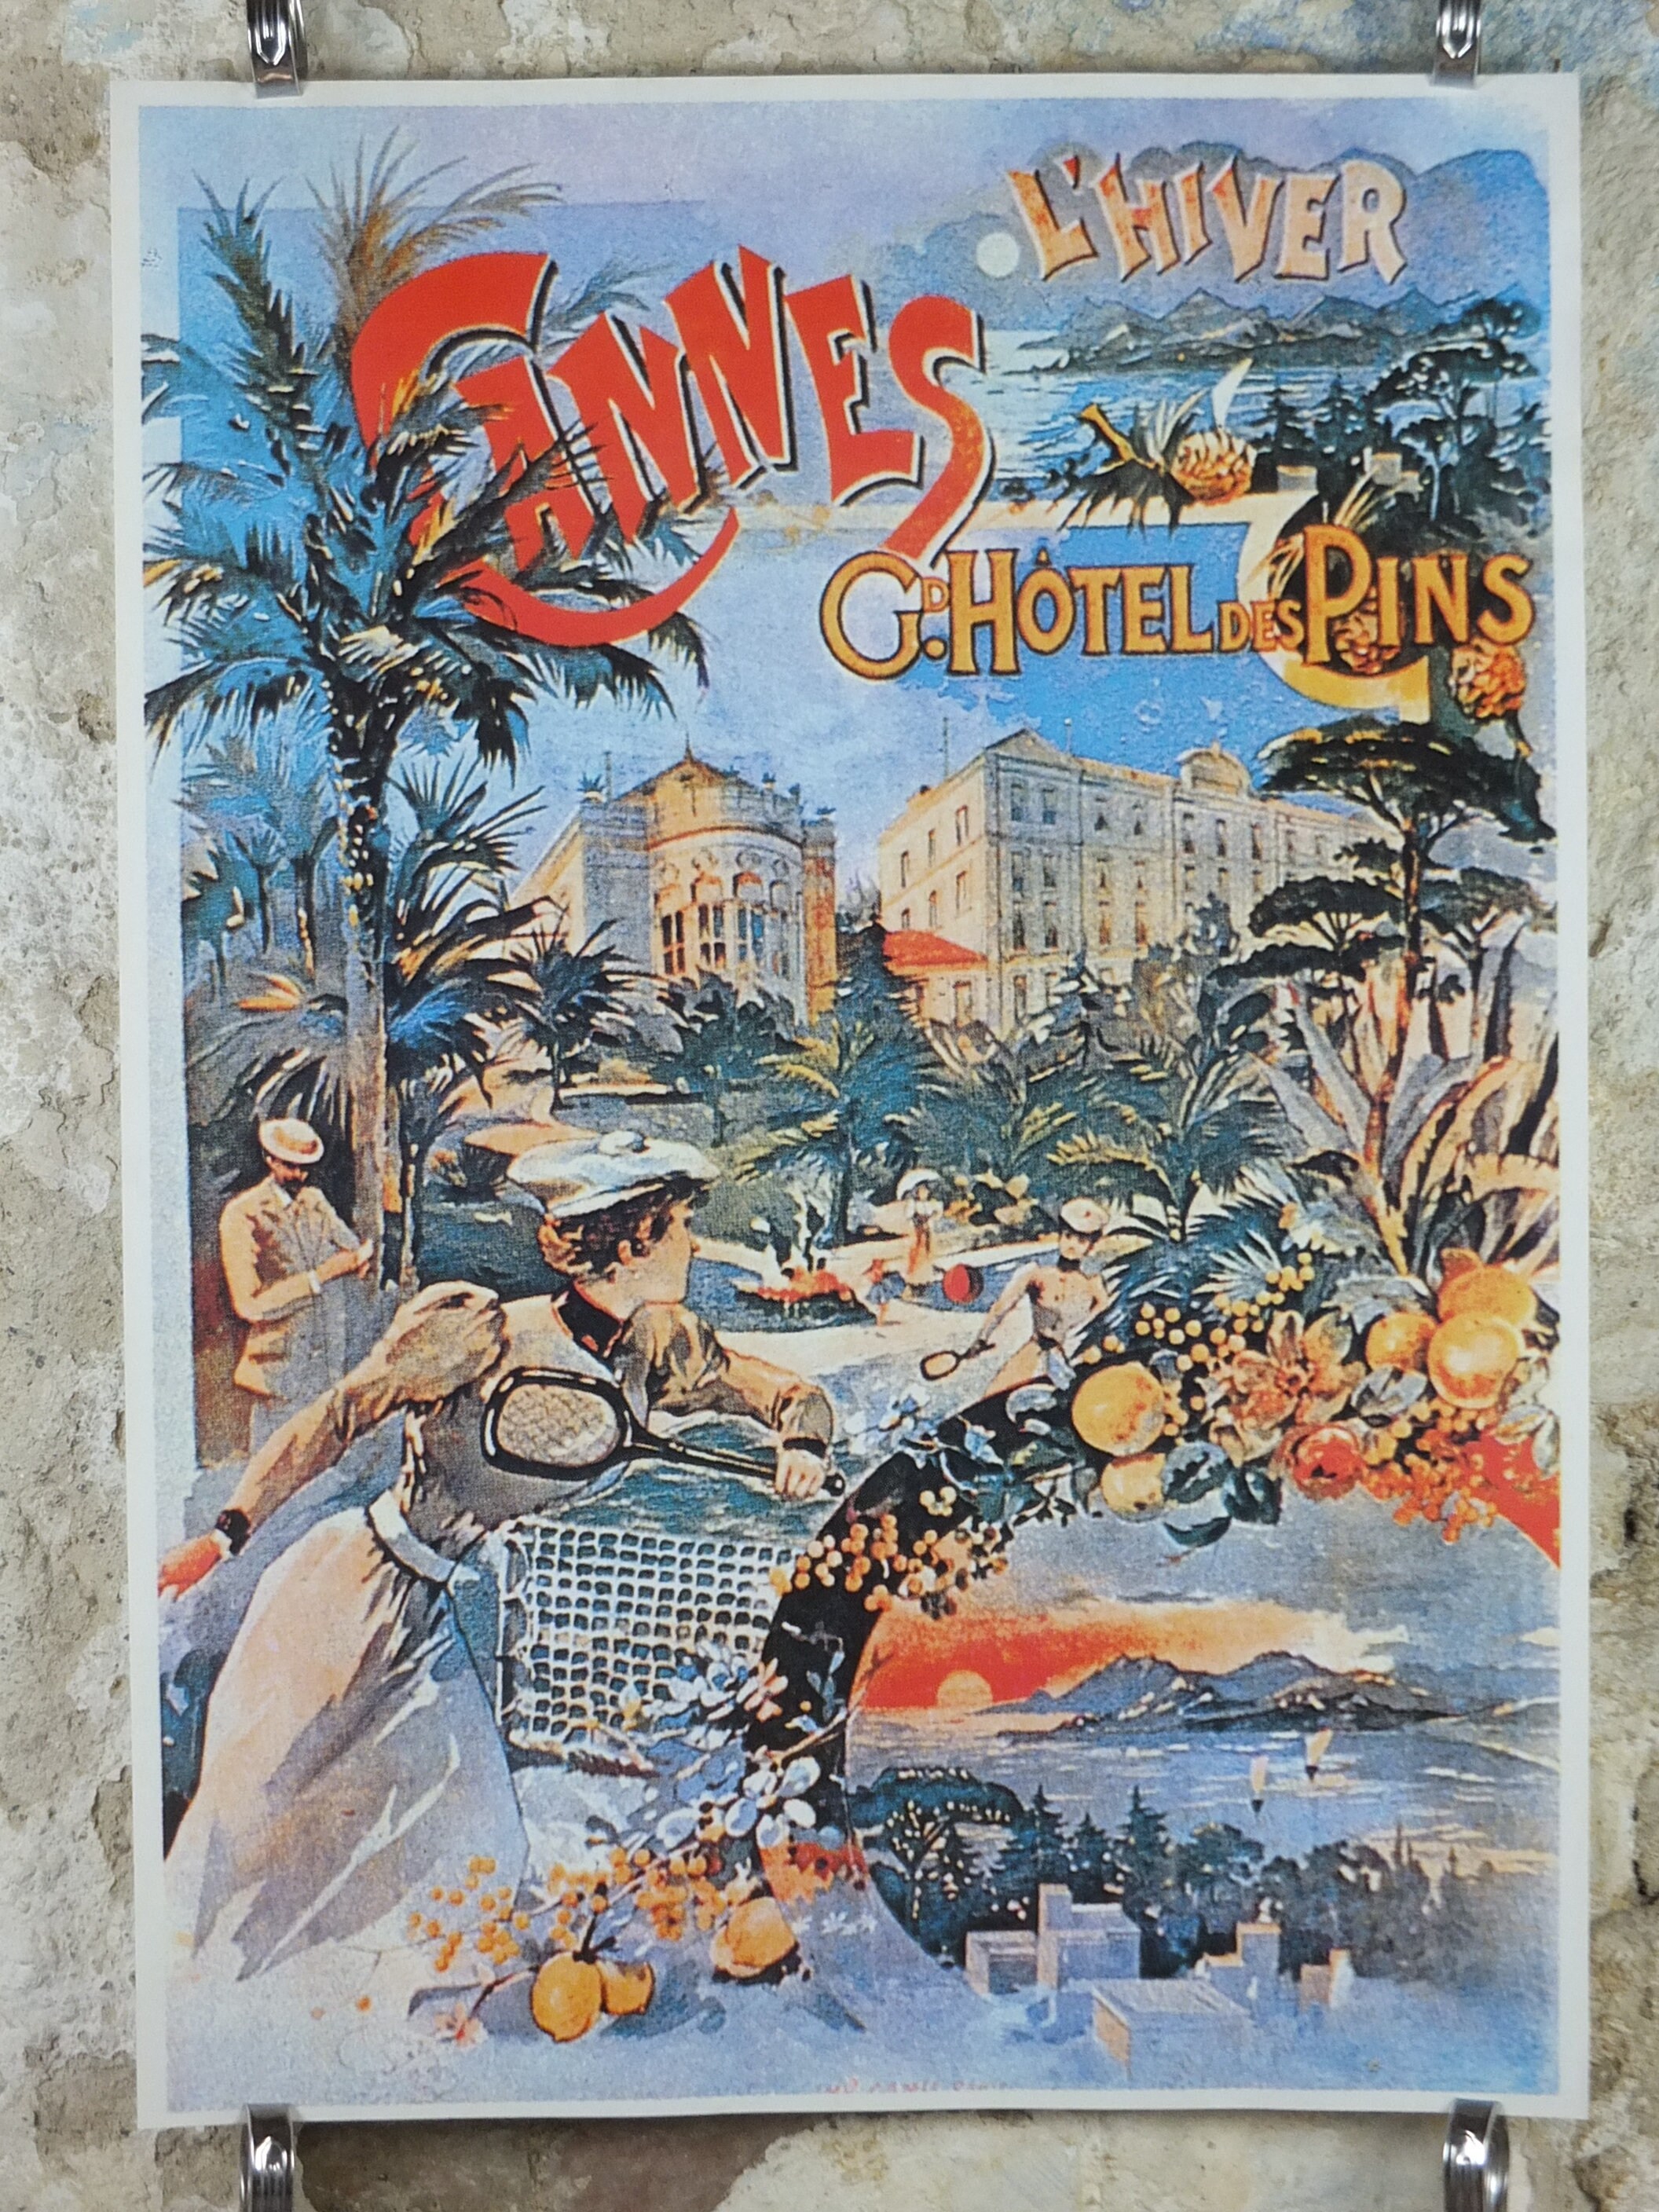 L'HIVER
CANNES
GD. HÔTEL DES PINS